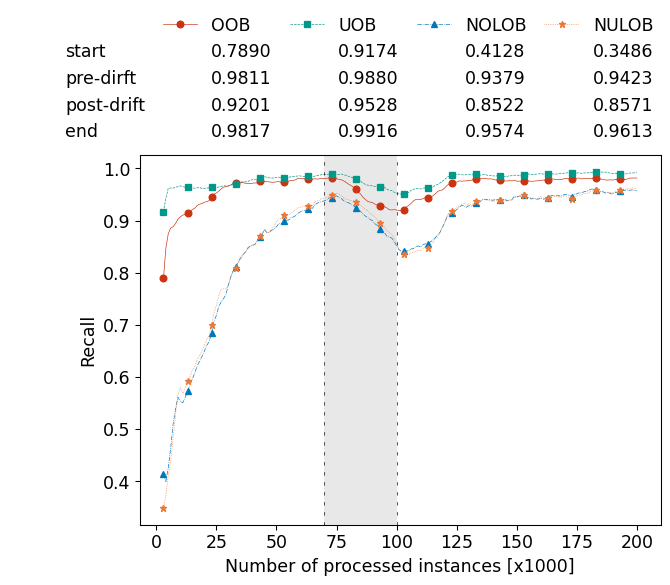 OOB UOB NOLOB NULOB
start 0.7890 0.9174 0.4128 0.3486
pre-dirft 0.9811 0.9880 0.9379 0.9423
post-drift 0.9201 0.9528 0.8522 0.8571
end 0.9817 0.9916 0.9574 0.9613
1.0
0.9
0.8
0.7
0.6
0.5
0.4
Recall
0 25 50 75 100 125 150 175 200
Number of processed instances [x1000]